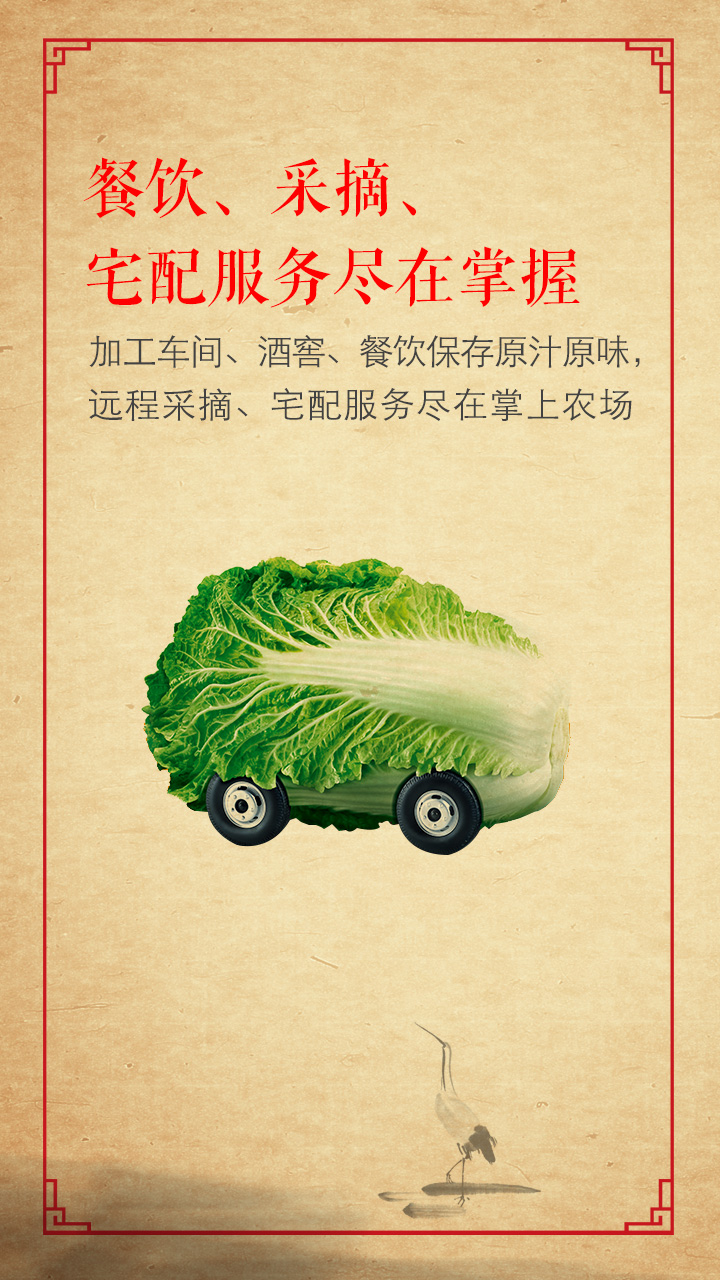 餐饮、采摘、
宅配服务尽在掌握
加工车间、酒窖、餐饮保存原汁原味，
远程采摘、宅配服务尽在掌上农场